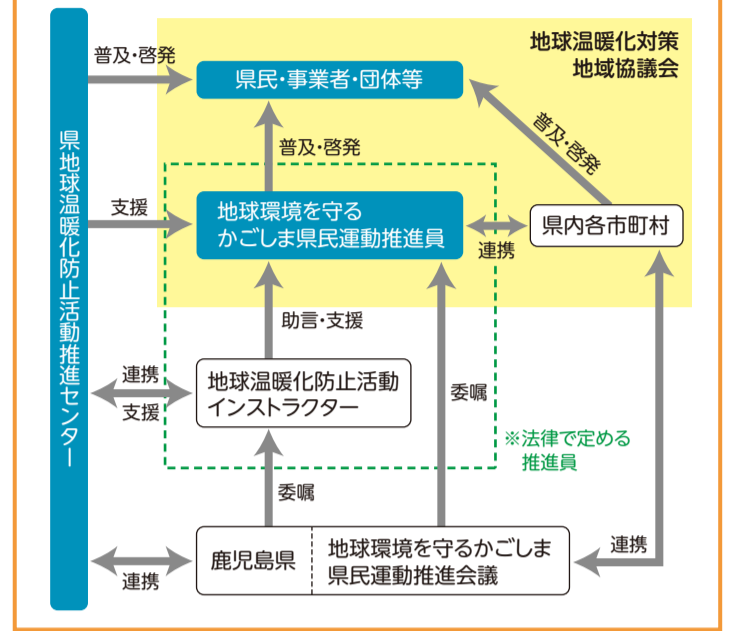 地球温暖化対策
地域協議会
普及・啓発
県民・事業者・団体等
普及・啓発
普及・啓発
県地球温暖化防止活動推進センター
支援
地球環境を守る
かごしま県民運動推進員
連携
県内各市町村
助言・支援
連携
支援
地球温暖化防止活動
インストラクター
委嘱
※法律で定める
推進員
委嘱
連携
鹿児島県
地球環境を守るかごしま
県民運動推進会議
連携